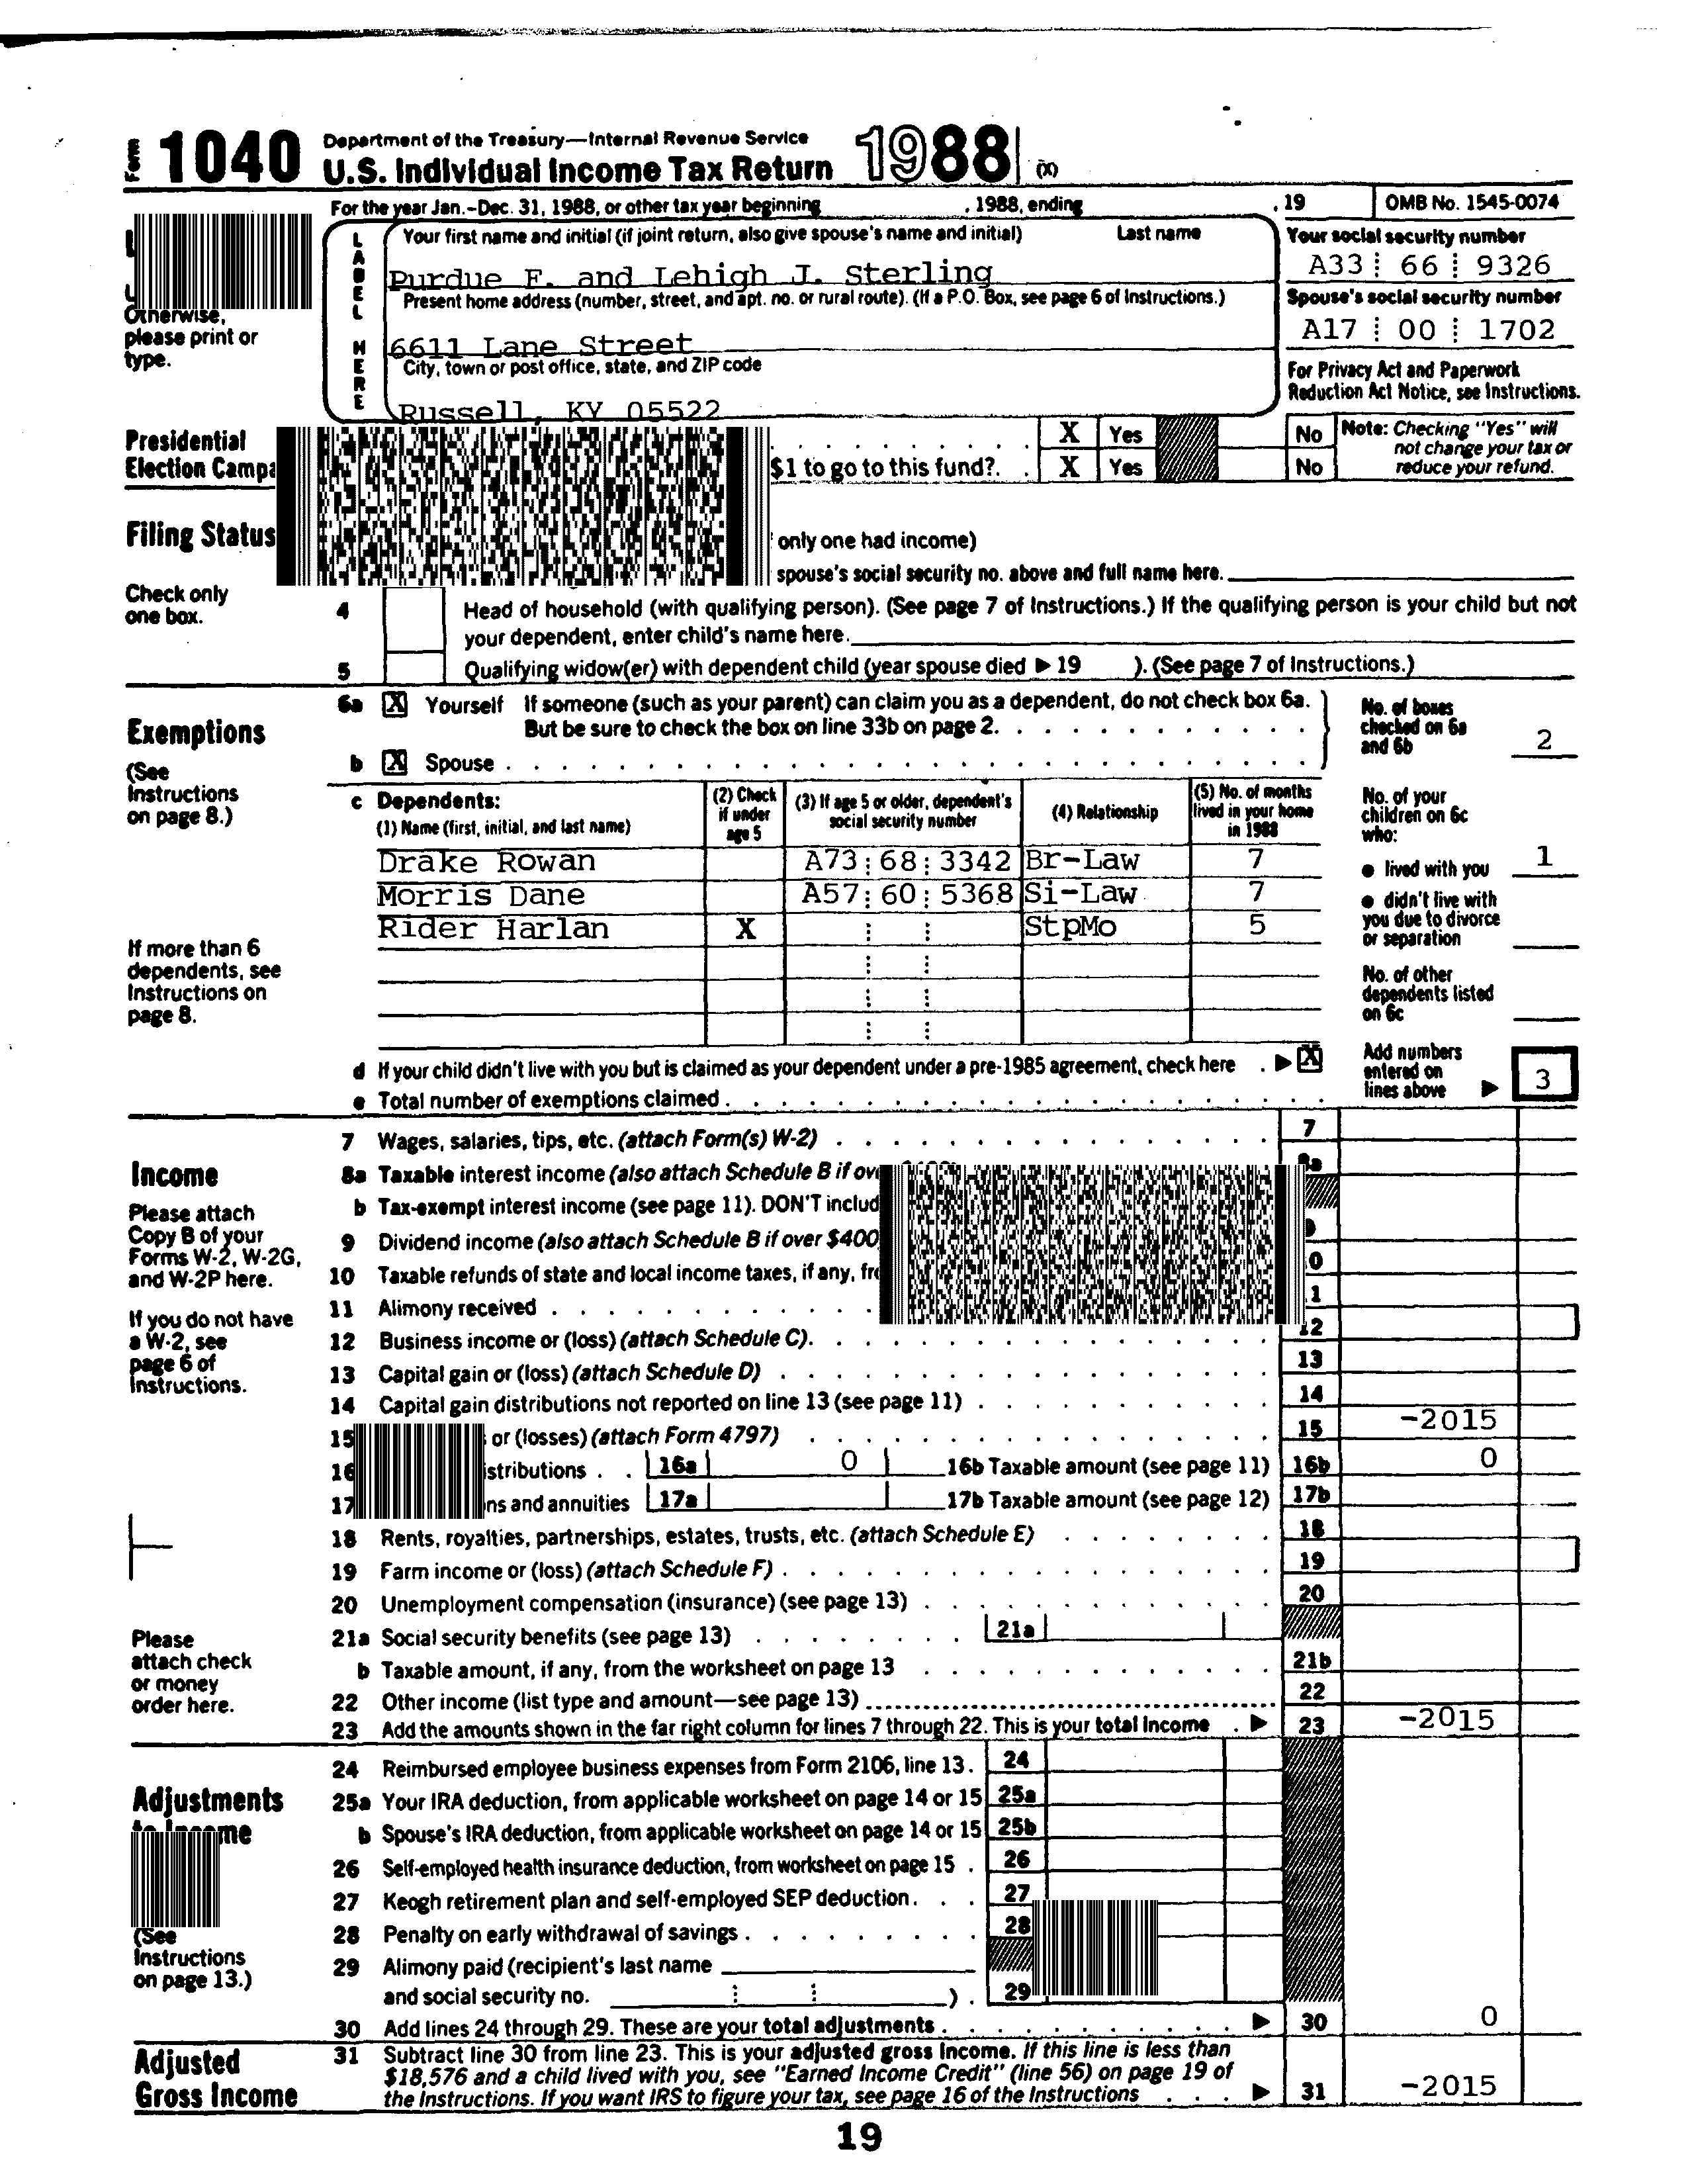 Form 1040 Department of the Treasury—Internal Revenue Service
U.S. Individual Income Tax Return 1988 (X)
For the year Jan.–Dec. 31, 1988, or other tax year beginning , 1988, ending , 19 OMB No. 1545-0074
LABEL HERE
Otherwise,
please print or
type.
Your first name and initial (if joint return, also give spouse's name and initial) Last name
Purdue F. and Lehigh J. Sterling
Present home address (number, street, and apt. no. or rural route). (If a P.O. Box, see page 6 of Instructions.)
6611 Lane Street
City, town or post office, state, and ZIP code
Russell, KY 05522
Your social security number
A33 66 9326
Spouse's social security number
A17 00 1702
For Privacy Act and Paperwork
Reduction Act Notice, see Instructions.
Presidential
Election
X Yes No
$1 to go to this fund?. . X Yes No
Note: Checking "Yes" will
not change your tax or
reduce your refund.
Filing Status
Check only
one box.
only one had income)
spouse's social security no. above and full name here.
4 Head of household (with qualifying person). (See page 7 of Instructions.) If the qualifying person is your child but not
your dependent, enter child's name here.
5 Qualifying widow(er) with dependent child (year spouse died ▶ 19 ). (See page 7 of Instructions.)
Exemptions
(See
Instructions
on page 8.)
If more than 6
dependents, see
Instructions on
page 8.
6a X Yourself If someone (such as your parent) can claim you as a dependent, do not check box 6a.
But be sure to check the box on line 33b on page 2. . . . . . . . . . . .
b X Spouse . . . . . . . . . . . . . . . . . . . . . . . . . . . . .
No. of boxes
checked on 6a
and 6b 2
c Dependents:
(1) Name (first, initial, and last name)
(2) Check
if under
age 5
(3) If age 5 or older, dependent's
social security number
(4) Relationship
(5) No. of months
lived in your home
in 1988
Drake Rowan A73 68 3342 Br-Law 7
Morris Dane A57 60 5368 Si-Law 7
Rider Harlan X StpMo 5
No. of your
children on 6c
who:
● lived with you 1
● didn't live with
you due to divorce
or separation
No. of other
dependents listed
on 6c
d If your child didn't live with you but is claimed as your dependent under a pre-1985 agreement, check here . ▶ X
e Total number of exemptions claimed . . . . . . . . . . . . . . . . . . . . .
Add numbers
entered on
lines above ▶ 3
Income
Please attach
Copy B of your
Forms W-2, W-2G,
and W-2P here.
If you do not have
a W-2, see
page 6 of
Instructions.
Please
attach check
or money
order here.
7 Wages, salaries, tips, etc. (attach Form(s) W-2) . . . . . . . . . . . . . . . . 7
8a Taxable interest income (also attach Schedule B if
b Tax-exempt interest income (see page 11). DON'T
9 Dividend income (also attach Schedule B if over $400
10 Taxable refunds of state and local income taxes, if any,
11 Alimony received . . . . . . . . . . . .
12 Business income or (loss) (attach Schedule C). . . . . . . . . . . . . . . . . 12
13 Capital gain or (loss) (attach Schedule D) . . . . . . . . . . . . . . . . . . 13
14 Capital gain distributions not reported on line 13 (see page 11) . . . . . . . . . . . 14
15 or (losses) (attach Form 4797) . . . . . . . . . . . . . . . . . 15 -2015
16 . . 16a 0 16b Taxable amount (see page 11) 16b 0
17 and annuities 17a 17b Taxable amount (see page 12) 17b
18 Rents, royalties, partnerships, estates, trusts, etc. (attach Schedule E) . . . . . . . . 18
19 Farm income or (loss) (attach Schedule F) . . . . . . . . . . . . . . . . . . 19
20 Unemployment compensation (insurance) (see page 13) . . . . . . . . . . . . . 20
21a Social security benefits (see page 13) . . . . . . . . 21a
b Taxable amount, if any, from the worksheet on page 13 . . . . . . . . . . . . . 21b
22 Other income (list type and amount—see page 13) 22
23 Add the amounts shown in the far right column for lines 7 through 22. This is your total income . ▶ 23 -2015
Adjustments
(See
Instructions
on page 13.)
24 Reimbursed employee business expenses from Form 2106, line 13 . 24
25a Your IRA deduction, from applicable worksheet on page 14 or 15 25a
b Spouse's IRA deduction, from applicable worksheet on page 14 or 15 25b
26 Self-employed health insurance deduction, from worksheet on page 15 . 26
27 Keogh retirement plan and self-employed SEP deduction . . . 27
28 Penalty on early withdrawal of savings . . . . . . . . . 28
29 Alimony paid (recipient's last name
and social security no. ) . 29
30 Add lines 24 through 29. These are your total adjustments . . . . . . . . . . . ▶ 30 0
Adjusted
Gross Income
31 Subtract line 30 from line 23. This is your adjusted gross income. If this line is less than
$18,576 and a child lived with you, see "Earned Income Credit" (line 56) on page 19 of
the Instructions. If you want IRS to figure your tax, see page 16 of the Instructions . . . ▶ 31 -2015
19